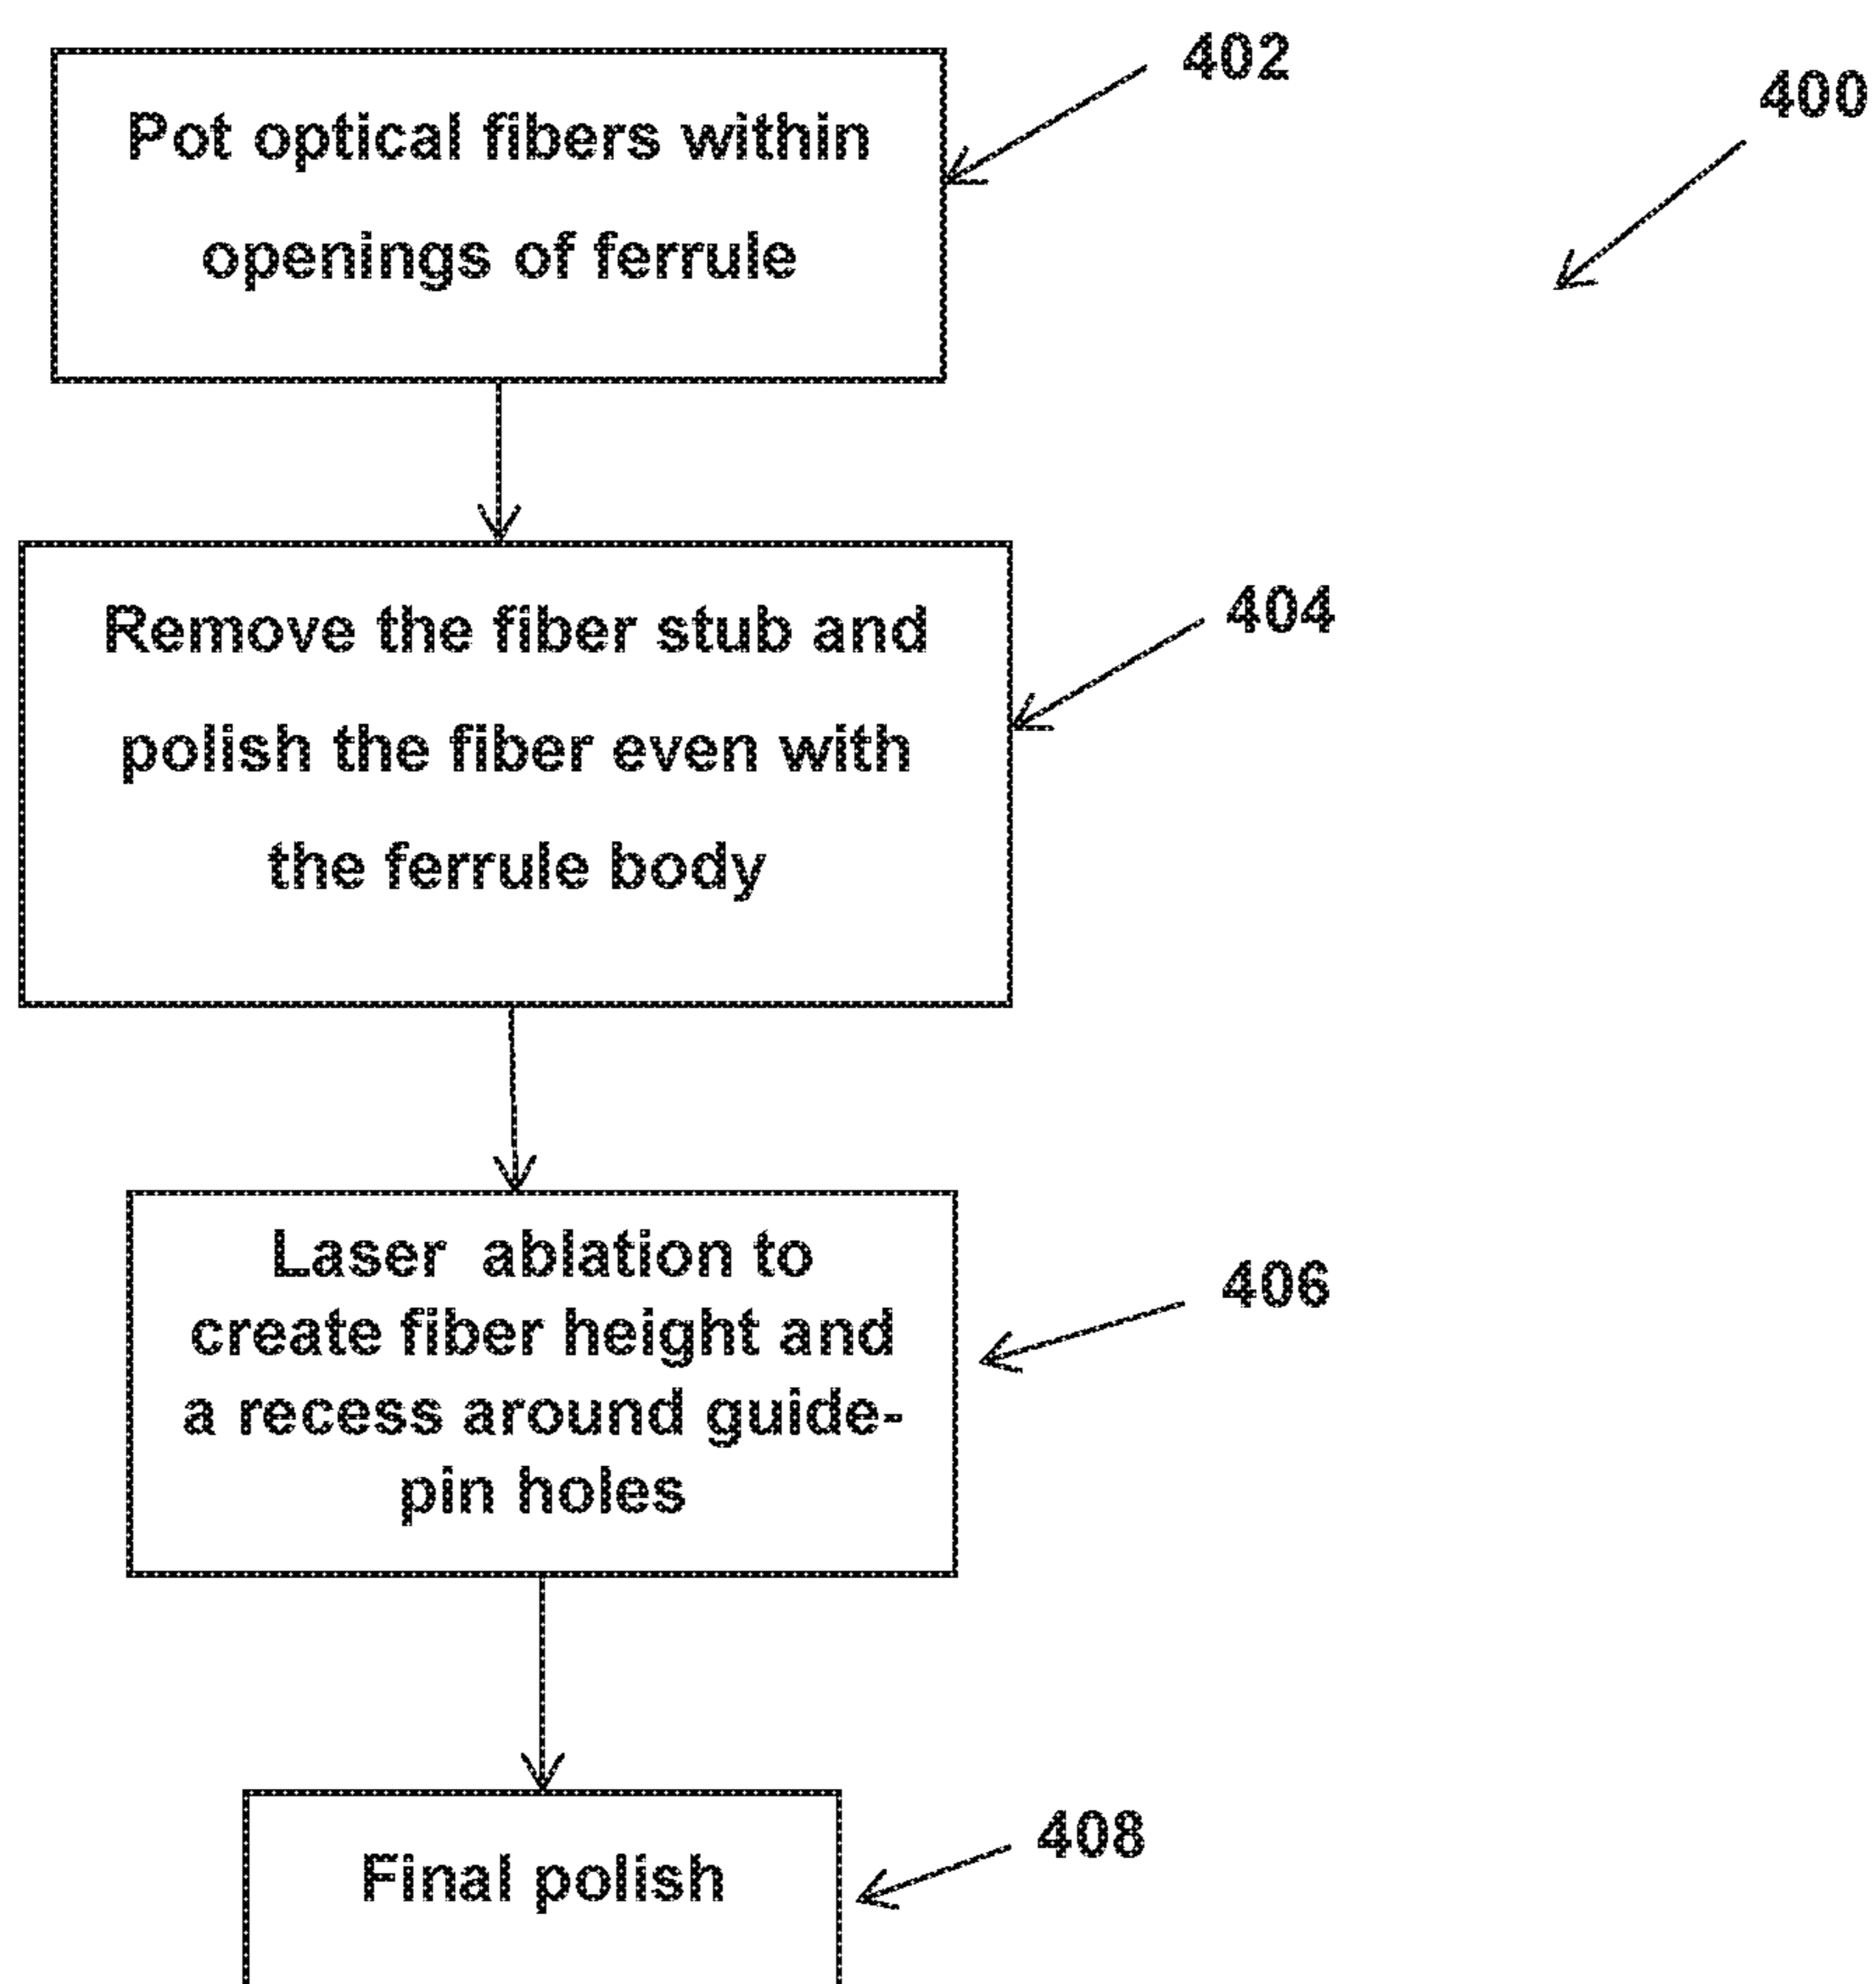 402
400
Pot optical fibers within
openings of ferrule
404
Remove the fiber stub and
polish the fiber even with
the ferrule body
406
Laser ablation to
create fiber height and
a recess around guide-
pin holes
408
Final polish